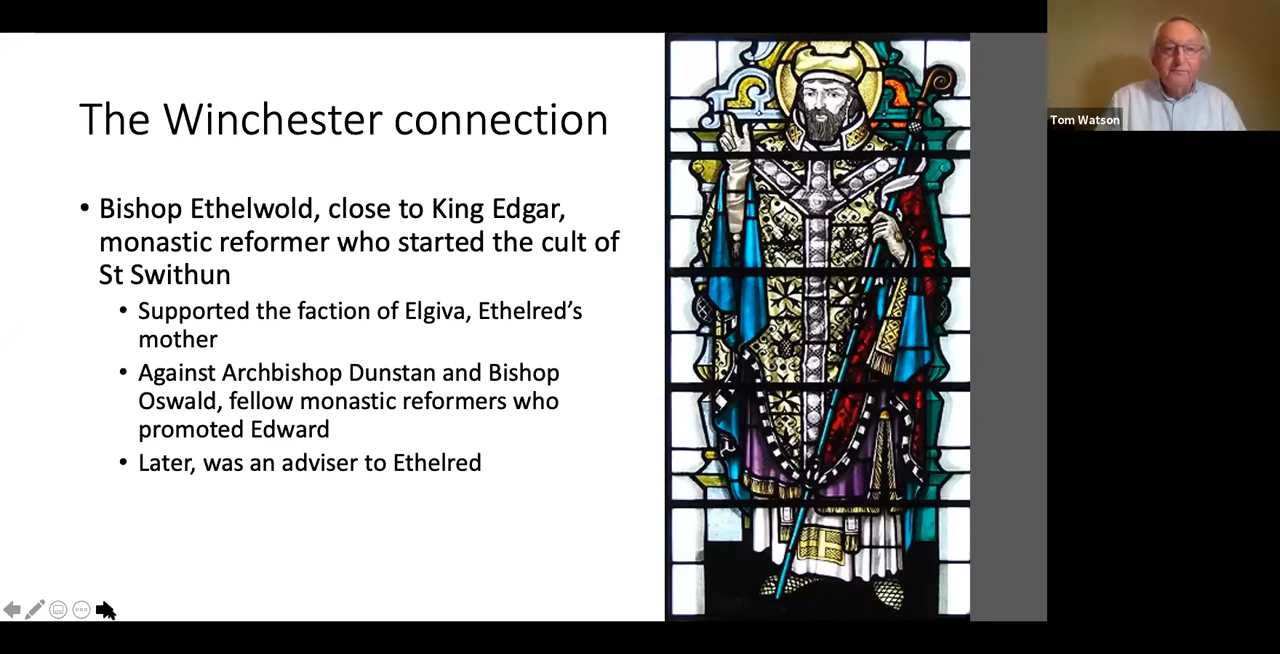 The Winchester connection
• Bishop Ethelwold, close to King Edgar,
monastic reformer who started the cult of
St Swithun
• Supported the faction of Elgiva, Ethelred’s
mother
• Against Archbishop Dunstan and Bishop
Oswald, fellow monastic reformers who
promoted Edward
• Later, was an adviser to Ethelred
Tom Watson